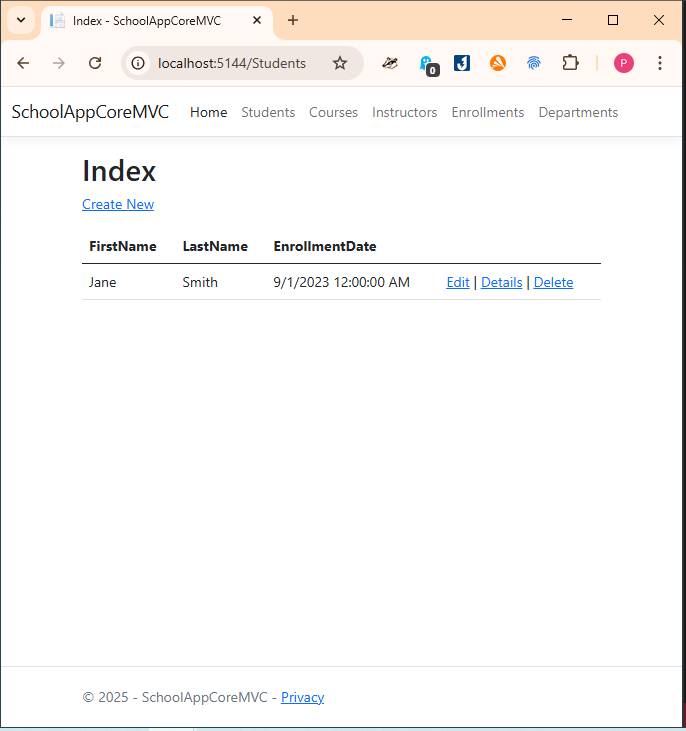 Index - SchoolAppCoreMVC
localhost:5144/Students
0
P
SchoolAppCoreMVC Home Students Courses Instructors Enrollments Departments
Index
Create New
FirstName LastName EnrollmentDate
Jane Smith 9/1/2023 12:00:00 AM Edit | Details | Delete
© 2025 - SchoolAppCoreMVC - Privacy